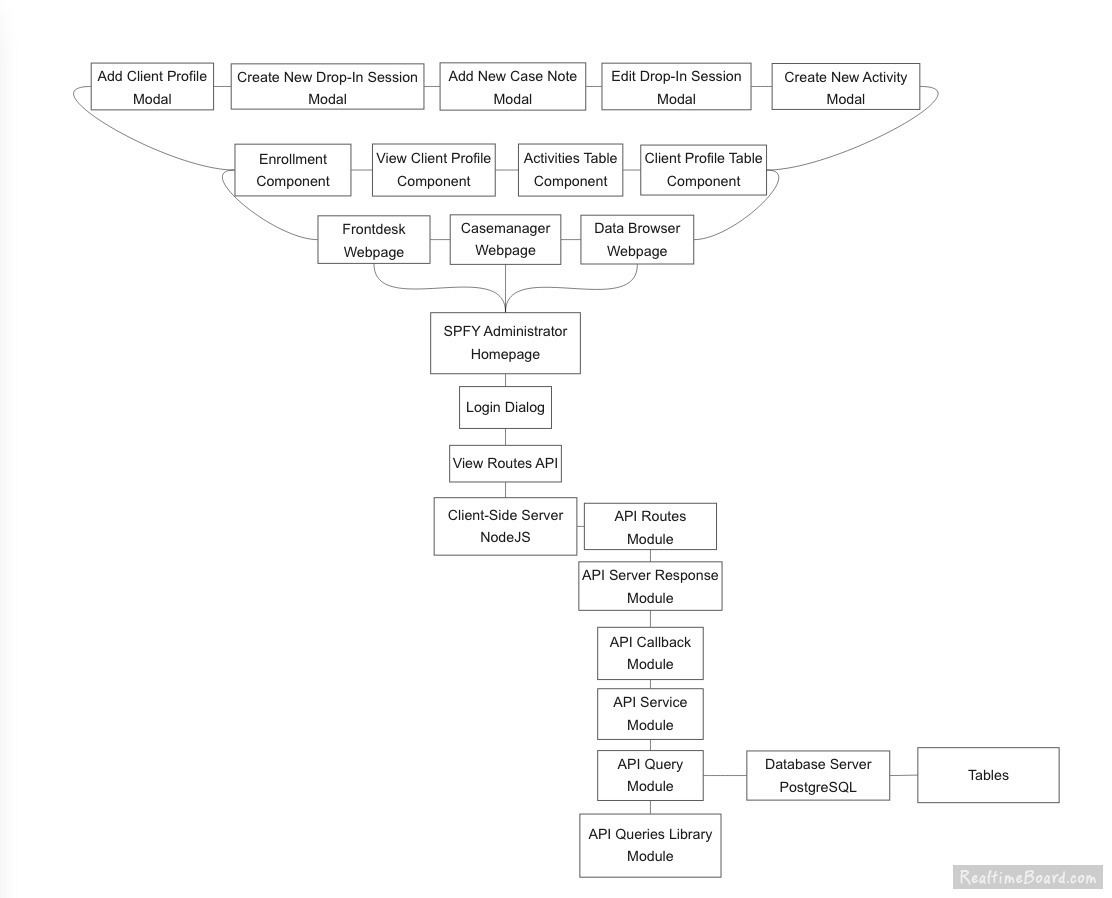 Add Client Profile
Modal
Create New Drop-In Session
Modal
Add New Case Note
Modal
Edit Drop-In Session
Modal
Create New Activity
Modal
Enrollment
Component
View Client Profile
Component
Activities Table
Component
Client Profile Table
Component
Frontdesk
Webpage
Casemanager
Webpage
Data Browser
Webpage
SPFY Administrator
Homepage
Login Dialog
View Routes API
Client-Side Server
NodeJS
API Routes
Module
API Server Response
Module
API Callback
Module
API Service
Module
API Query
Module
Database Server
PostgreSQL
Tables
API Queries Library
Module
RealtimeBoard.com